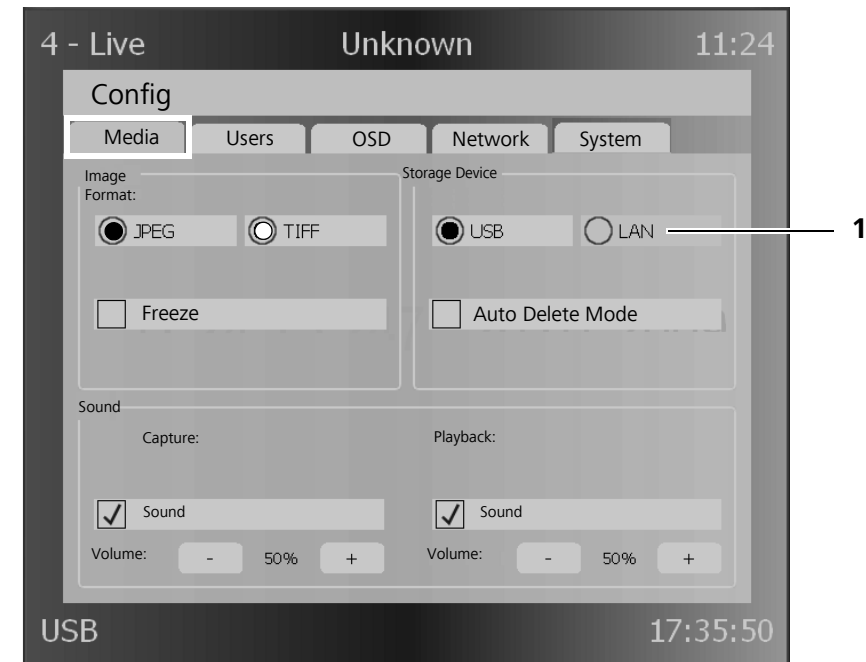 4 - Live Unknown 11:24
Config
Media Users OSD Network System
Image Format:
Storage Device
JPEG TIFF USB LAN
1
Freeze Auto Delete Mode
Sound
Capture: Playback:
Sound Sound
Volume: - 50% + Volume: - 50% +
USB 17:35:50